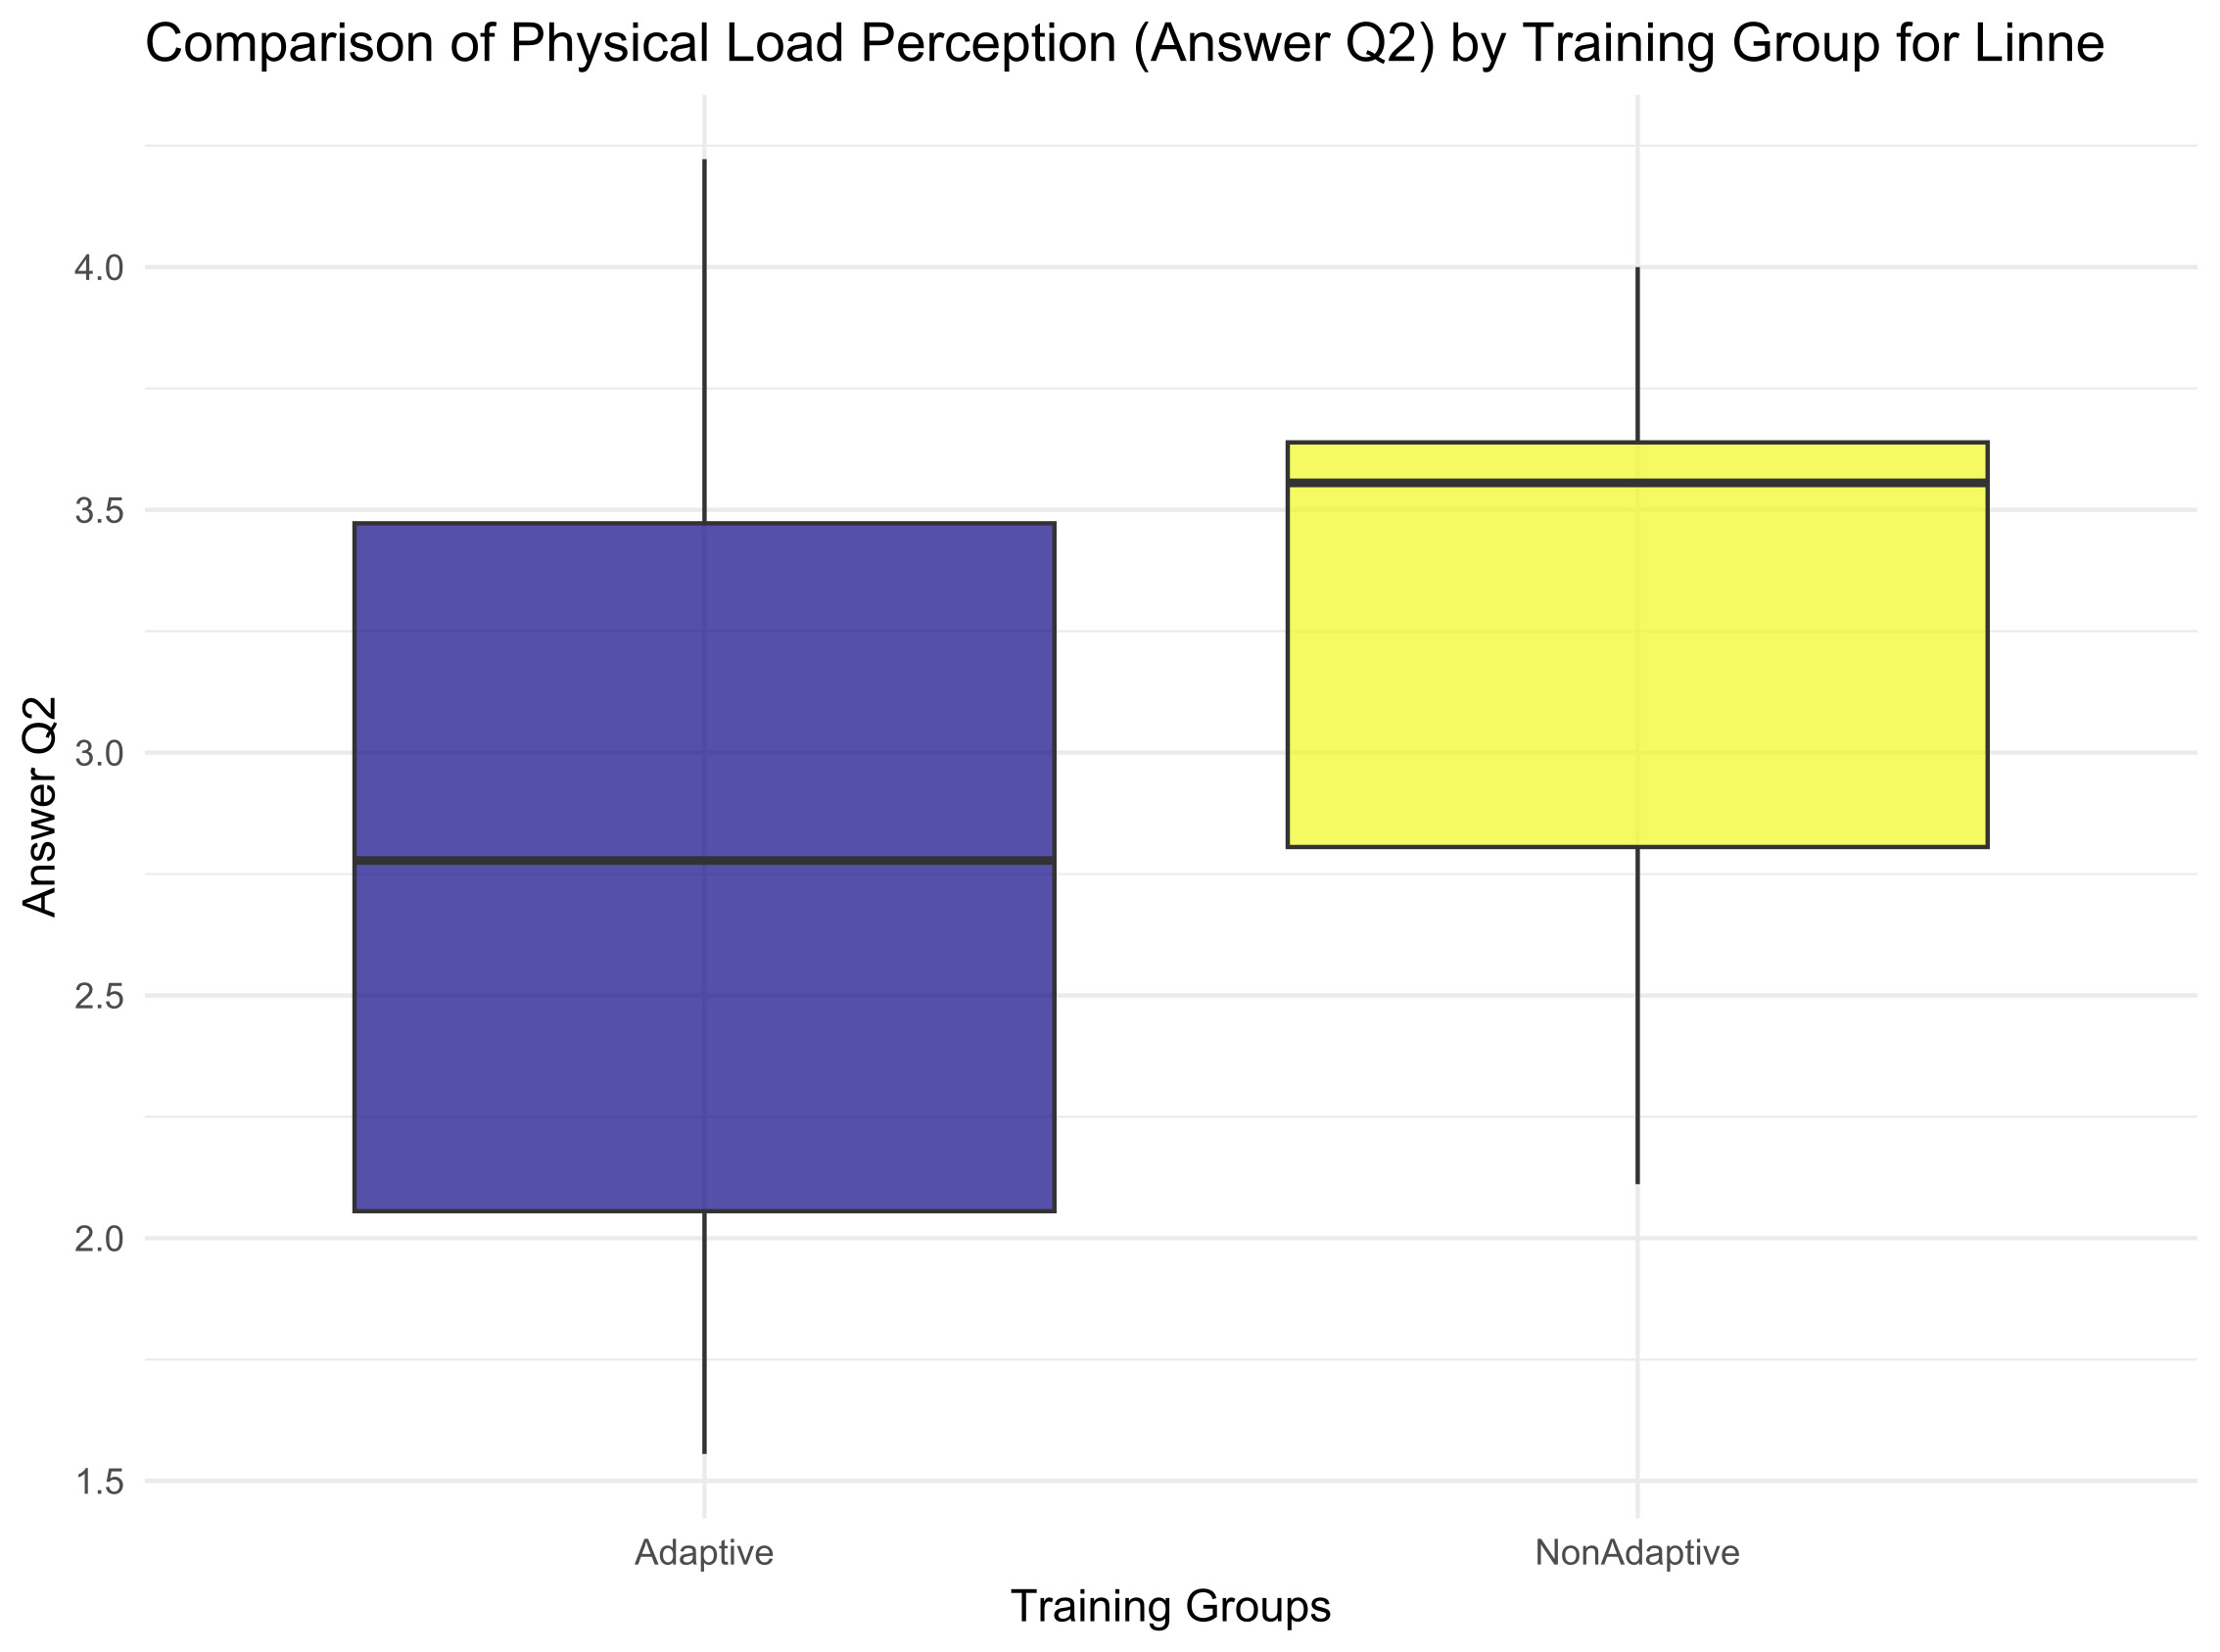 Comparison of Physical Load Perception (Answer Q2) by Training Group for Linne
4.0
3.5
3.0
2.5
2.0
1.5
Answer Q2
Adaptive
NonAdaptive
Training Groups